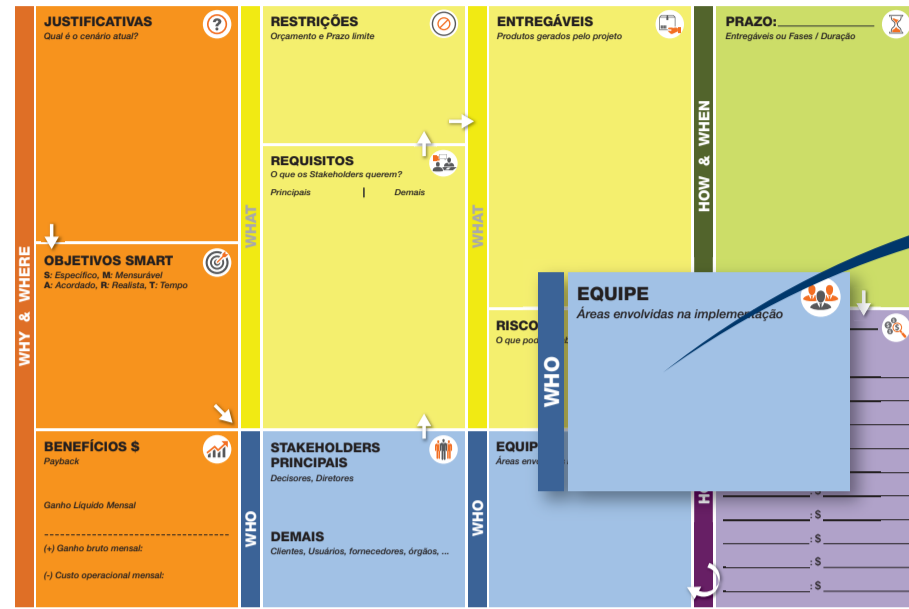 WHY & WHERE
JUSTIFICATIVAS
Qual é o cenário atual?
?
OBJETIVOS SMART
S: Específico, M: Mensurável
A: Acordado, R: Realista, T: Tempo
BENEFÍCIOS $
Payback
Ganho Líquido Mensal
(+) Ganho bruto mensal:
(-) Custo operacional mensal:
WHAT
RESTRIÇÕES
Orçamento e Prazo limite
REQUISITOS
O que os Stakeholders querem?
Principais | Demais
WHO
STAKEHOLDERS
PRINCIPAIS
Decisores, Diretores
DEMAIS
Clientes, Usuários, fornecedores, órgãos, ...
WHAT
ENTREGÁVEIS
Produtos gerados pelo projeto
RISCO
O que
WHO
EQUIP
Áreas
WHO
EQUIPE
Áreas envolvidas na implementação
HOW & WHEN
PRAZO:
Entregáveis ou Fases / Duração
: $
: $
: $
: $